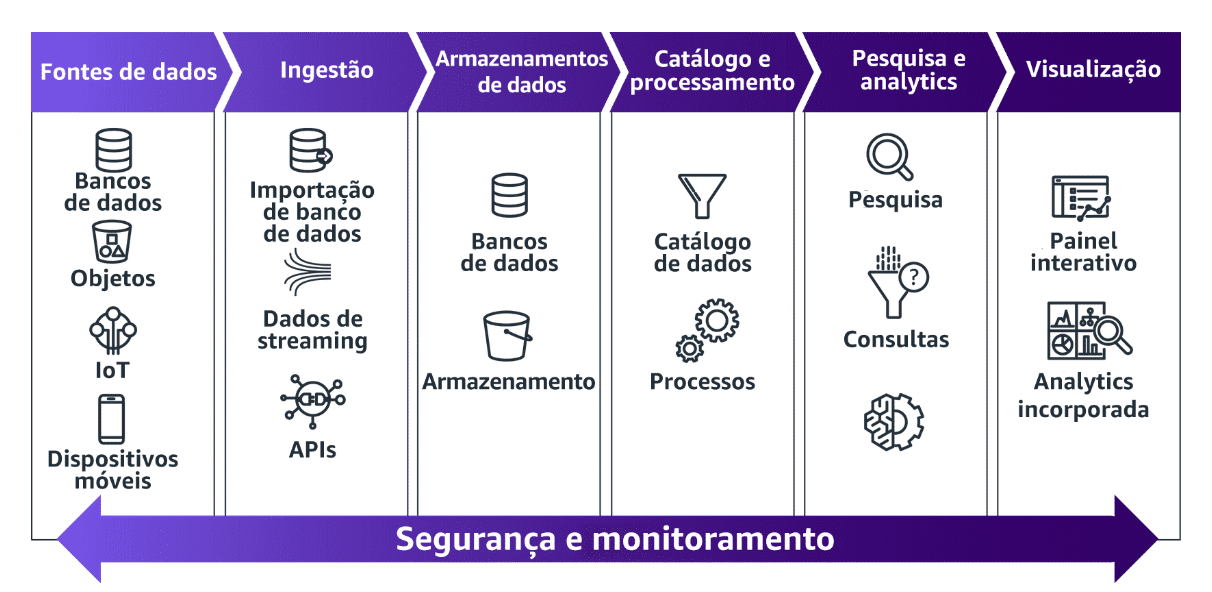 Fontes de dados
Ingestão
Armazenamentos
de dados
Catálogo e
processamento
Pesquisa e
analytics
Visualização
Bancos
de dados
Objetos
IoT
Dispositivos
móveis
Importação
de banco
de dados
Dados de
streaming
APIs
Bancos
de dados
Armazenamento
Catálogo
de dados
Processos
Pesquisa
?
Consultas
Painel
interativo
Analytics
incorporada
Segurança e monitoramento